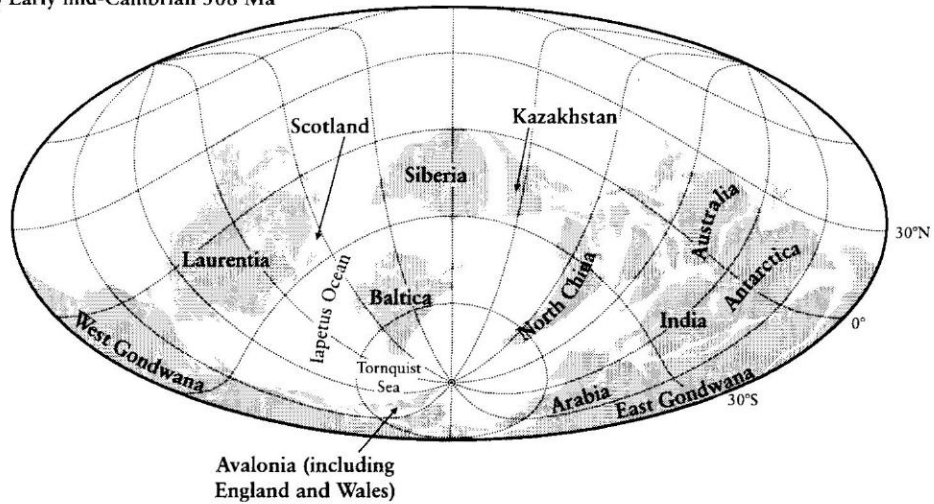 Early mid-Cambrian 508 Ma
Scotland
Kazakhstan
Siberia
Laurentia
Iapetus Ocean
Baltica
North China
Australia
Antarctica
India
30°N
0°
30°S
West Gondwana
Tornquist
Sea
Arabia
East Gondwana
Avalonia (including
England and Wales)